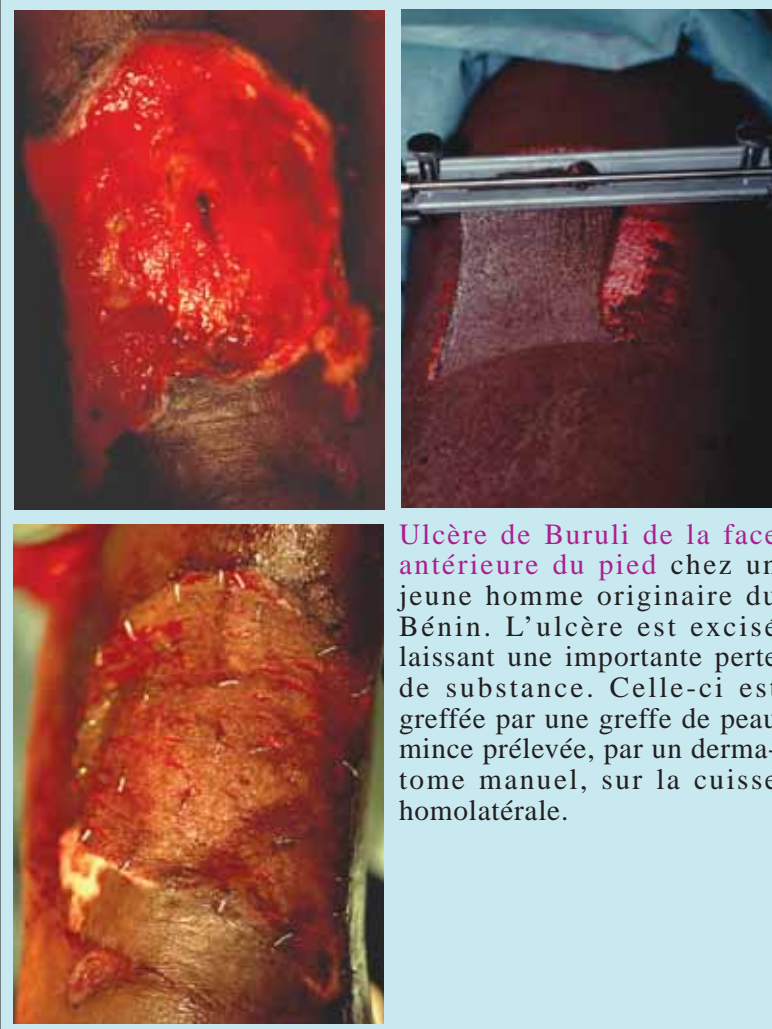 Ulcère de Buruli de la face
antérieure du pied chez un
jeune homme originaire du
Bénin. L'ulcère est excisé
laissant une importante perte
de substance. Celle-ci est
greffée par une greffe de peau
mince prélevée, par un derma-
tome manuel, sur la cuisse
homolatérale.